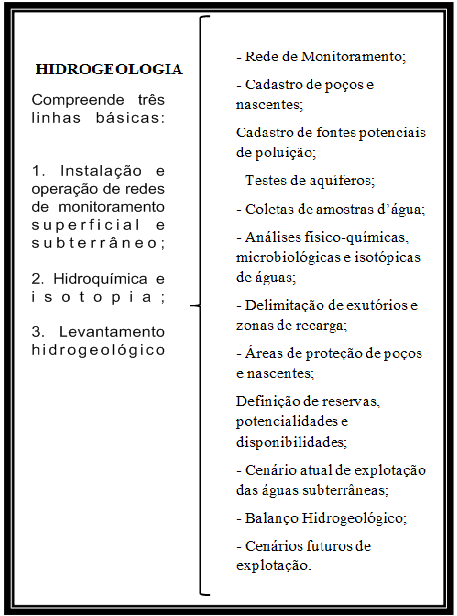 HIDROGEOLOGIA
Compreende três
linhas básicas:
1. Instalação e
operação de redes
de monitoramento
superficial e
subterrâneo;
2. Hidroquímica e
isotopia;
3. Levantamento
hidrogeológico
- Rede de Monitoramento;
- Cadastro de poços e
nascentes;
Cadastro de fontes potenciais
de poluição;
Testes de aquíferos;
- Coletas de amostras d'água;
- Análises físico-químicas,
microbiológicas e isotópicas
de águas;
- Delimitação de exutórios e
zonas de recarga;
- Áreas de proteção de poços
e nascentes;
Definição de reservas,
potencialidades e
disponibilidades;
- Cenário atual de explotação
das águas subterrâneas;
- Balanço Hidrogeológico;
- Cenários futuros de
explotação.